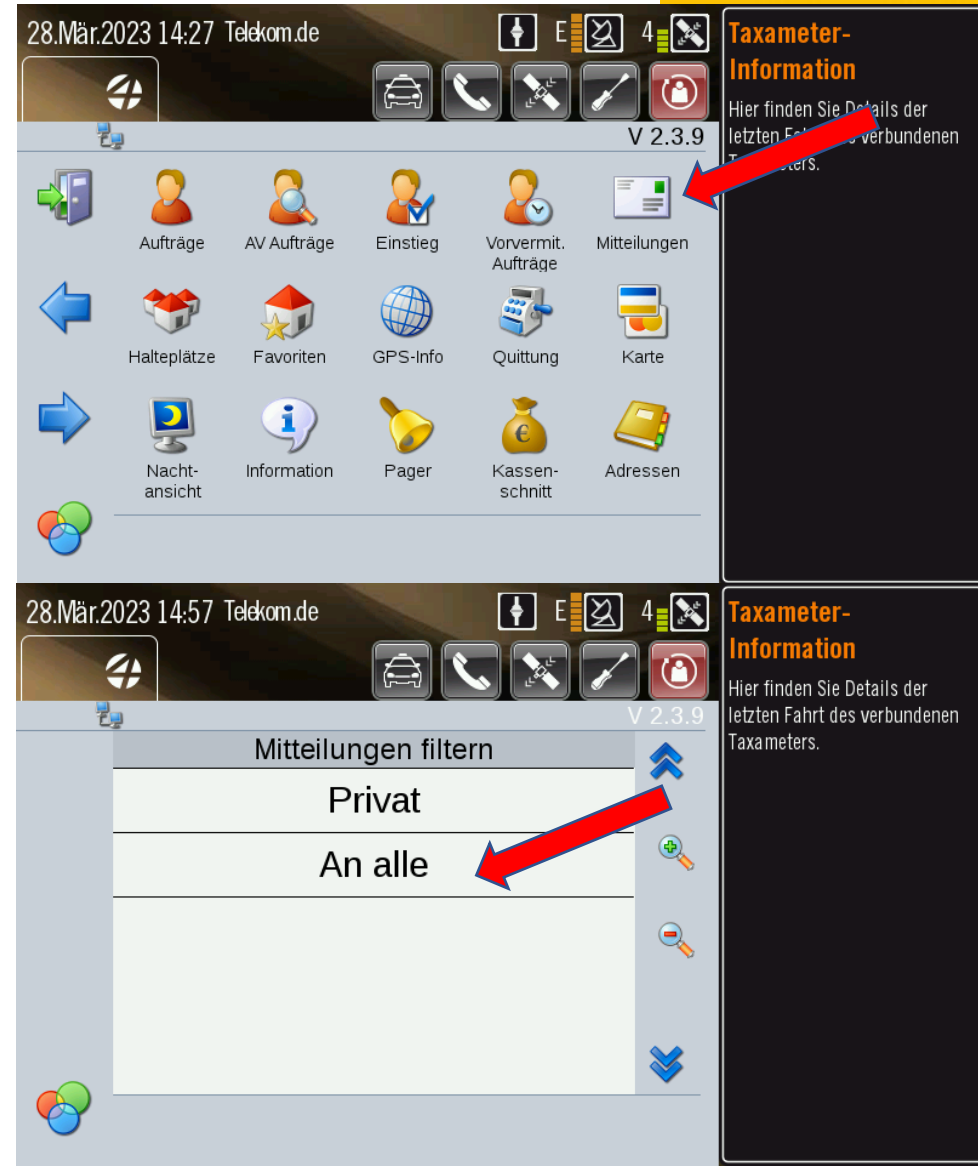 28.Mär.2023 14:27 Telekom.de E 4
V 2.3.9
Aufträge AV Aufträge Einstieg Vorvermit. Mitteilungen
Aufträge
Halteplätze Favoriten GPS-Info Quittung Karte
Nacht- Information Pager Kassen- Adressen
ansicht schnitt
Taxameter-
Information
Hier finden Sie Details der
letzten verbundenen
28.Mär.2023 14:57 Telekom.de E 4
V 2.3.9
Mitteilungen filtern
Privat
An alle
Taxameter-
Information
Hier finden Sie Details der
letzten Fahrt des verbundenen
Taxameters.